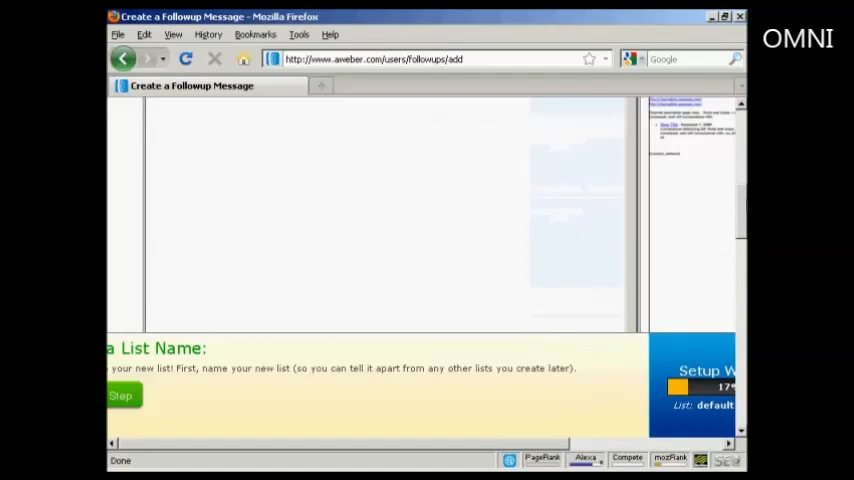 Create a Followup Message - Mozilla Firefox
OMNI
File Edit View History Bookmarks Tools Help
http://www.aweber.com/users/followups/add
Google
Create a Followup Message
a List Name:
your new list! First, name your new list (so you can tell it apart from any other lists you create later).
Step
Setup W
17%
List: default
Done
PageRank Alexa Compete mozRank SE